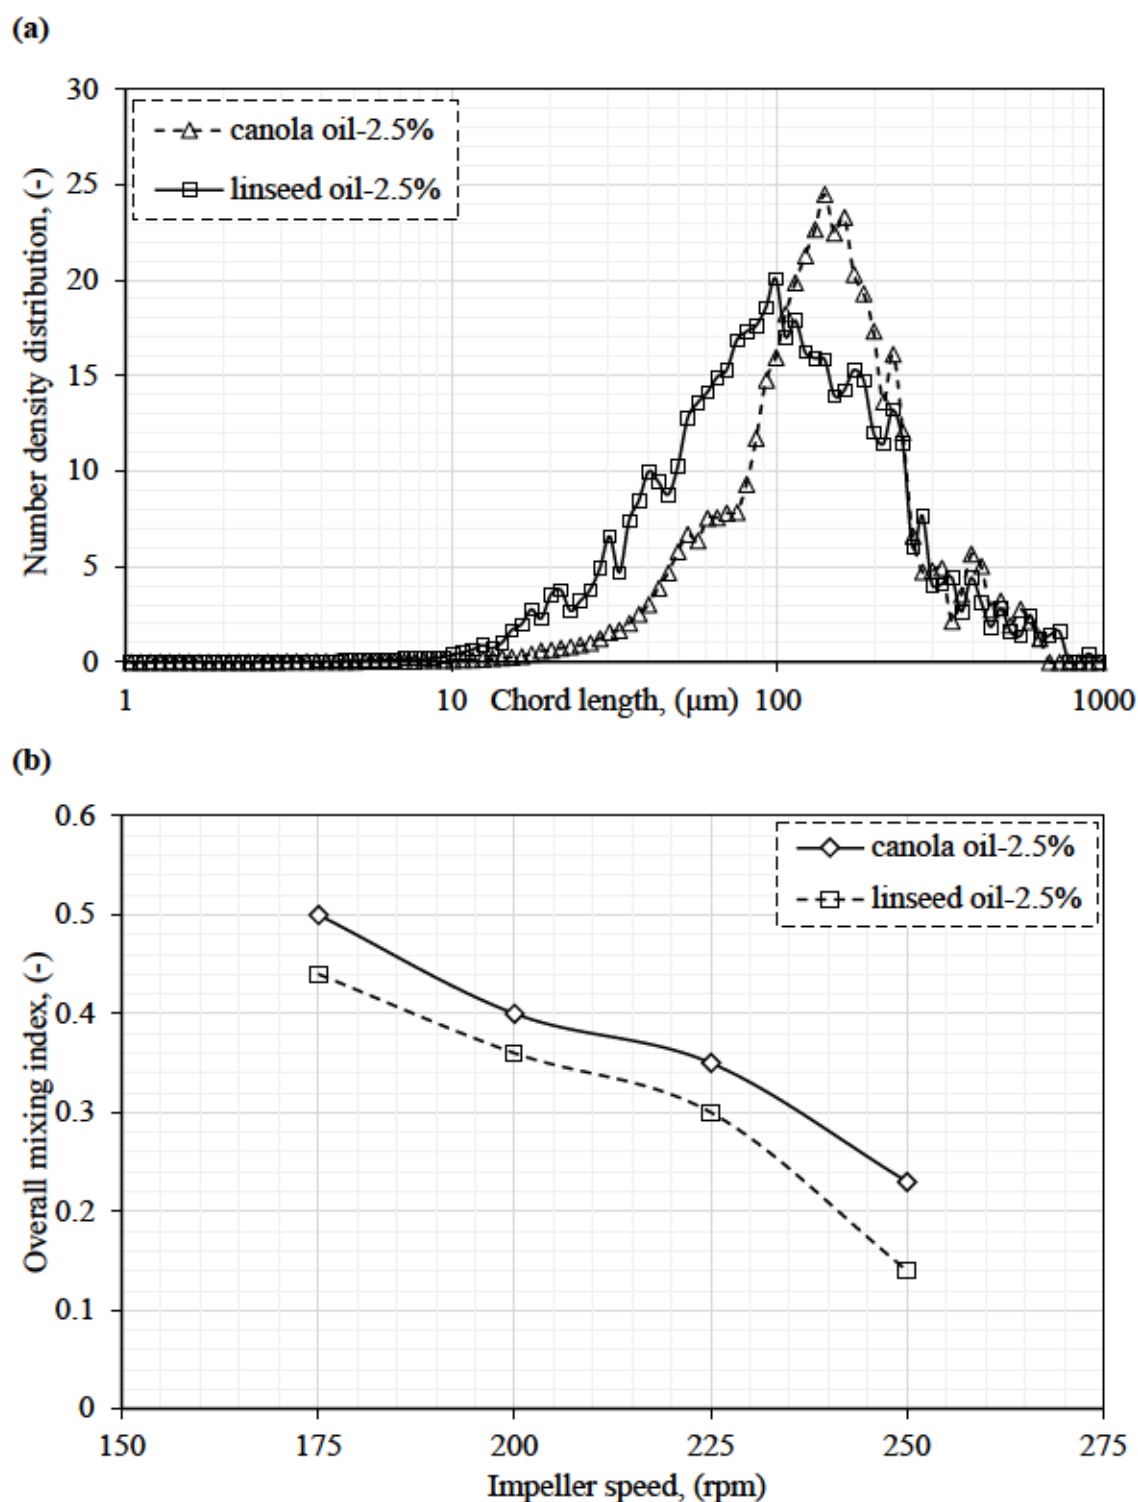 (a)
30
25
20
15
10
5
0
Number density distribution, (-)
canola oil-2.5%
linseed oil-2.5%
1
10
100
1000
Chord length, (μm)
(b)
0.6
0.5
0.4
0.3
0.2
0.1
0
Overall mixing index, (-)
canola oil-2.5%
linseed oil-2.5%
150
175
200
225
250
275
Impeller speed, (rpm)